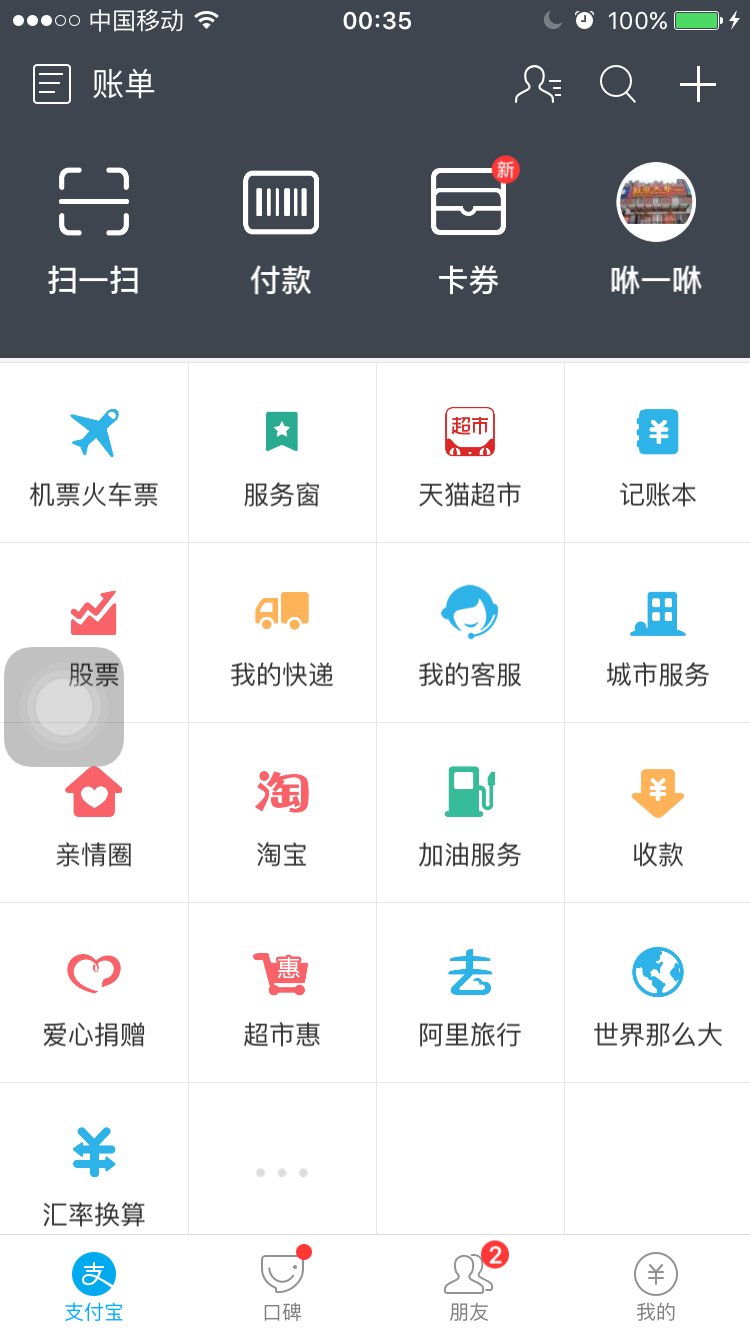 中国移动 00:35 100%
账单
新
扫一扫 付款 卡券 咻一咻
超市
机票火车票 服务窗 天猫超市 记账本
股票 我的快递 我的客服 城市服务
淘
亲情圈 淘宝 加油服务 收款
惠 去
爱心捐赠 超市惠 阿里旅行 世界那么大
汇率换算
支 2
支付宝 口碑 朋友 我的